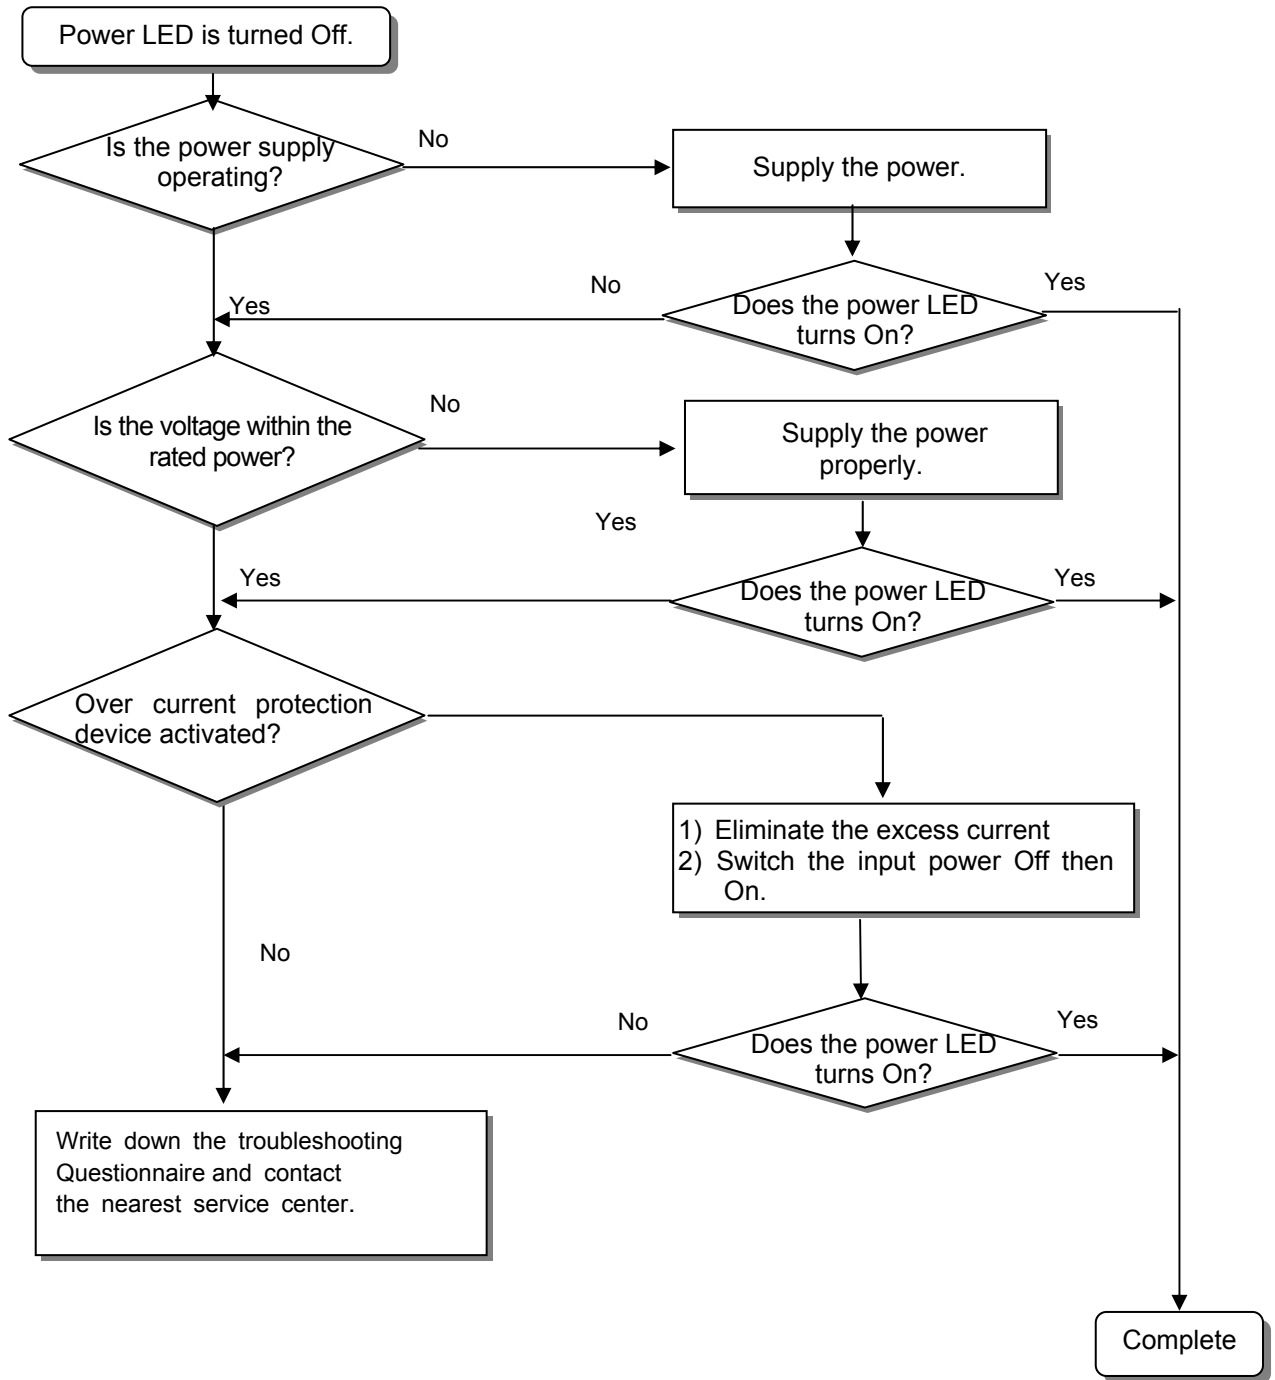 Power LED is turned Off.
Is the power supply
operating?
No
Supply the power.
Yes
No
Does the power LED
turns On?
Yes
Is the voltage within the
rated power?
No
Supply the power
properly.
Yes
Yes
Does the power LED
turns On?
Yes
Over current protection
device activated?
1) Eliminate the excess current
2) Switch the input power Off then
On.
No
No
Does the power LED
turns On?
Yes
Write down the troubleshooting
Questionnaire and contact
the nearest service center.
Complete